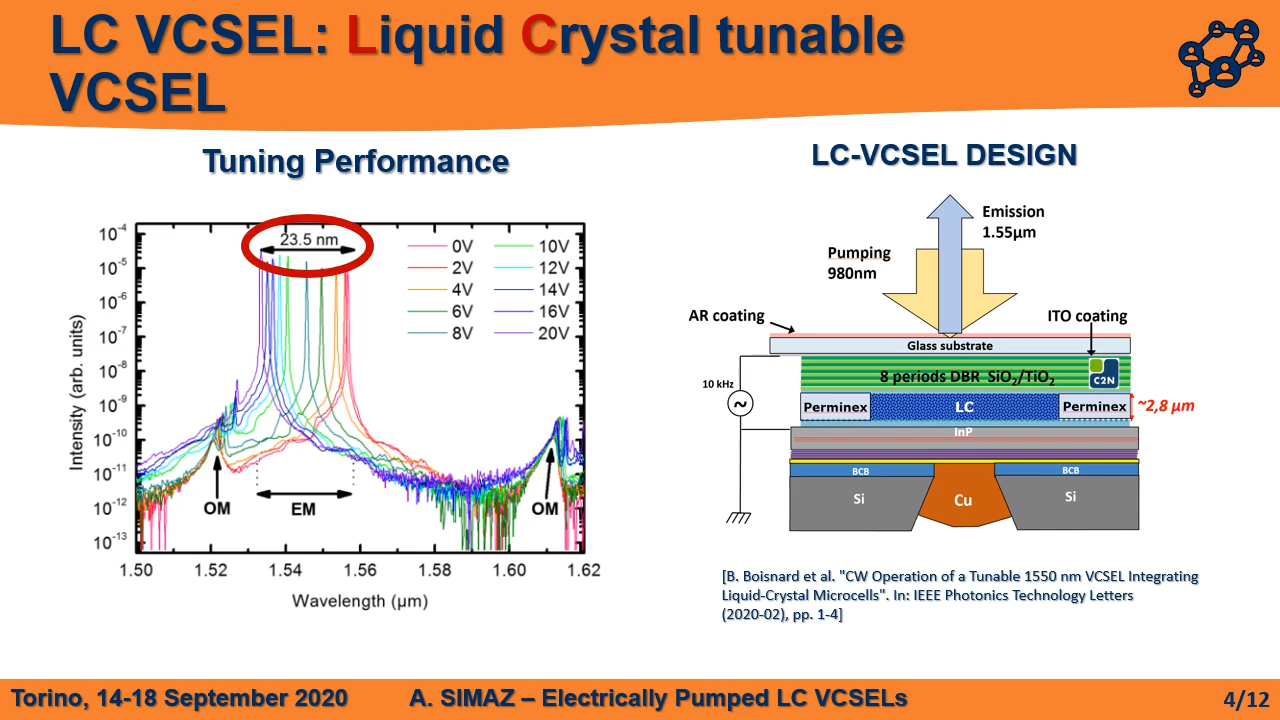 LC VCSEL: Liquid Crystal tunable
VCSEL
Tuning Performance
10⁻⁴
10⁻⁵
10⁻⁶
10⁻⁷
10⁻⁸
10⁻⁹
10⁻¹⁰
10⁻¹¹
10⁻¹²
10⁻¹³
Intensity (arb. units)
23.5 nm
0V
2V
4V
6V
8V
10V
12V
14V
16V
20V
OM
EM
OM
1.50
1.52
1.54
1.56
1.58
1.60
1.62
Wavelength (µm)
LC-VCSEL DESIGN
Emission
1.55µm
Pumping
980nm
AR coating
ITO coating
Glass substrate
8 periods DBR SiO₂/TiO₂
C2N
10 kHz
~
Perminex
LC
Perminex
~2,8 µm
InP
BCB
BCB
Si
Cu
Si
[B. Boisnard et al. "CW Operation of a Tunable 1550 nm VCSEL Integrating
Liquid-Crystal Microcells". In: IEEE Photonics Technology Letters
(2020-02), pp. 1-4]
Torino, 14-18 September 2020
A. SIMAZ – Electrically Pumped LC VCSELs
4/12